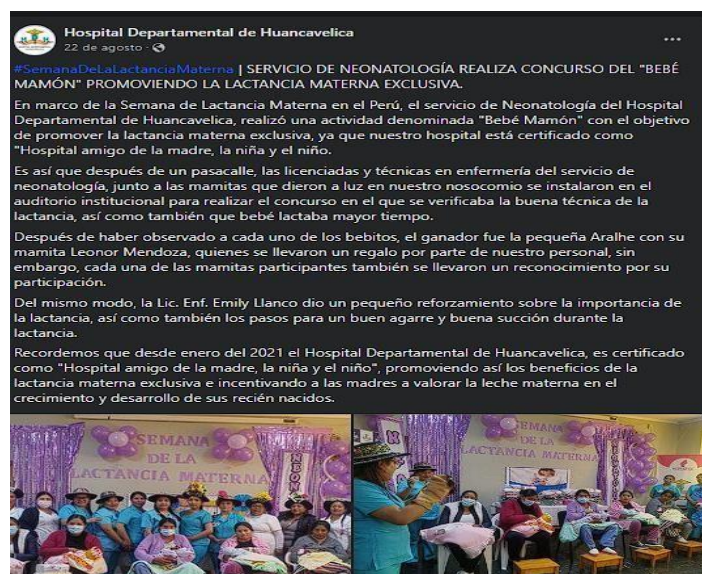 Hospital Departamental de Huancavelica
22 de agosto ·
#SemanaDeLaLactanciaMaterna | SERVICIO DE NEONATOLOGÍA REALIZA CONCURSO DEL "BEBÉ
MAMÓN" PROMOVIENDO LA LACTANCIA MATERNA EXCLUSIVA.
En marco de la Semana de Lactancia Materna en el Perú, el servicio de Neonatología del Hospital
Departamental de Huancavelica, realizó una actividad denominada "Bebé Mamón" con el objetivo
de promover la lactancia materna exclusiva, ya que nuestro hospital está certificado como
"Hospital amigo de la madre, la niña y el niño.
Es así que después de un pasacalle, las licenciadas y técnicas en enfermería del servicio de
neonatología, junto a las mamitas que dieron a luz en nuestro nosocomio se instalaron en el
auditorio institucional para realizar el concurso en el que se verificaba la buena técnica de la
lactancia, así como también que bebé lactaba mayor tiempo.
Después de haber observado a cada uno de los bebitos, el ganador fue la pequeña Aralhe con su
mamita Leonor Mendoza, quienes se llevaron un regalo por parte de nuestro personal, sin
embargo, cada una de las mamitas participantes también se llevaron un reconocimiento por su
participación.
Del mismo modo, la Lic. Enf. Emily Llanco dio un pequeño reforzamiento sobre la importancia de
la lactancia, así como también los pasos para un buen agarre y buena succión durante la
lactancia.
Recordemos que desde enero del 2021 el Hospital Departamental de Huancavelica, es certificado
como "Hospital amigo de la madre, la niña y el niño", promoviendo así los beneficios de la
lactancia materna exclusiva e incentivando a las madres a valorar la leche materna en el
crecimiento y desarrollo de sus recién nacidos.
SEMANA
DE LA
LACTANCIA MATERNA
SEMANA
DE LA
LACTANCIA MATERNA